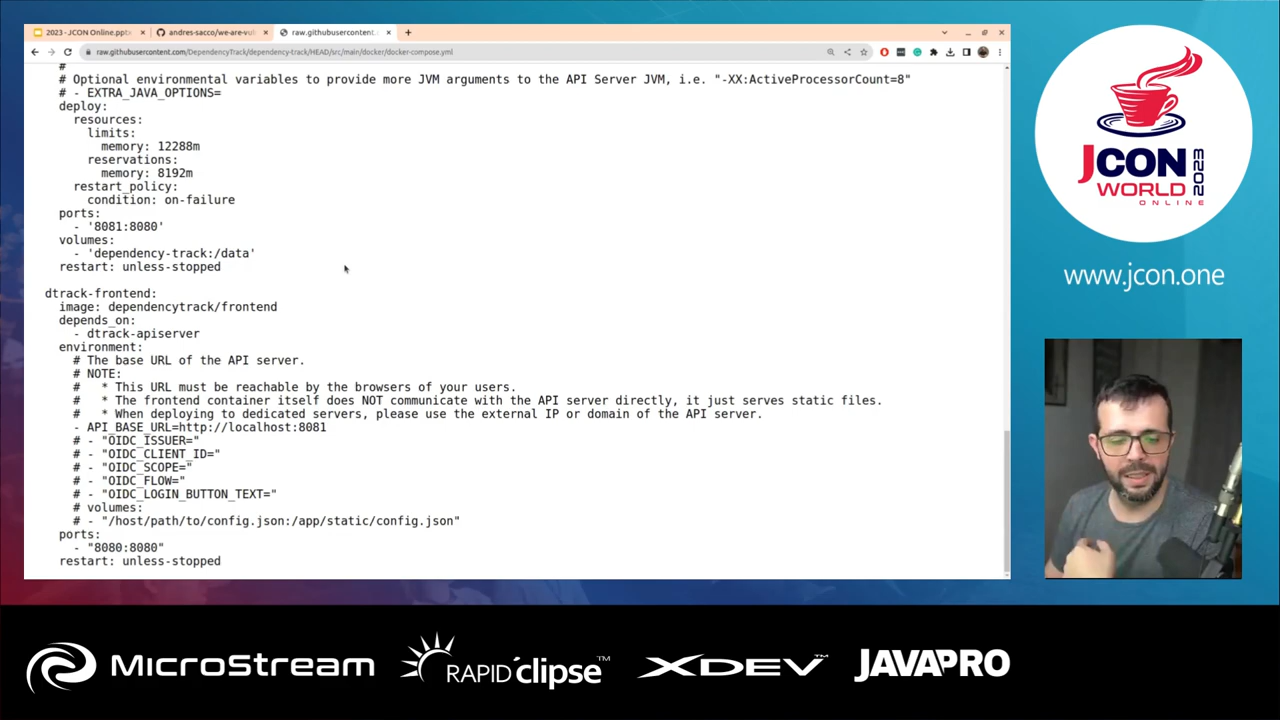 2023 - JCON Online.pptx
andres-sacco/we-are-vul
raw.githubusercontent.
raw.githubusercontent.com/DependencyTrack/dependency-track/HEAD/src/main/docker/docker-compose.yml
#
# Optional environmental variables to provide more JVM arguments to the API Server JVM, i.e. "-XX:ActiveProcessorCount=8"
# - EXTRA_JAVA_OPTIONS=
deploy:
resources:
limits:
memory: 12288m
reservations:
memory: 8192m
restart_policy:
condition: on-failure
ports:
- '8081:8080'
volumes:
- 'dependency-track:/data'
restart: unless-stopped
dtrack-frontend:
image: dependencytrack/frontend
depends_on:
- dtrack-apiserver
environment:
# The base URL of the API server.
# NOTE:
# * This URL must be reachable by the browsers of your users.
# * The frontend container itself does NOT communicate with the API server directly, it just serves static files.
# * When deploying to dedicated servers, please use the external IP or domain of the API server.
- API_BASE_URL=http://localhost:8081
# - "OIDC_ISSUER="
# - "OIDC_CLIENT_ID="
# - "OIDC_SCOPE="
# - "OIDC_FLOW="
# - "OIDC_LOGIN_BUTTON_TEXT="
# volumes:
# - "/host/path/to/config.json:/app/static/config.json"
ports:
- "8080:8080"
restart: unless-stopped
JCON
WORLD
2023
ONLINE
www.jcon.one
MICROSTREAM
RAPID'clipse™
XDEV™
JAVAPRO